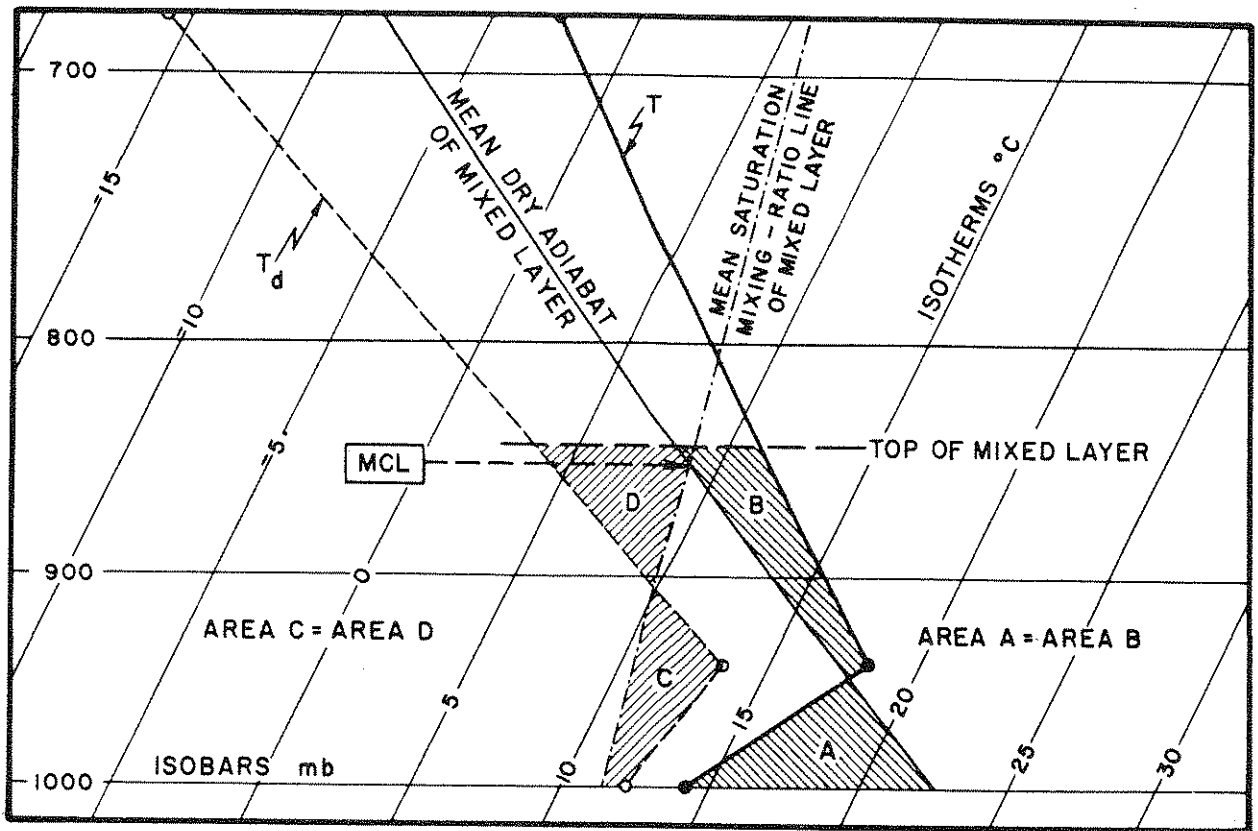 700
800
900
1000
-15
-10
-5
0
5
10
15
20
25
30
T
T
d
MEAN DRY ADIABAT
OF MIXED LAYER
MEAN SATURATION
MIXING - RATIO LINE
OF MIXED LAYER
ISOTHERMS °C
MCL
TOP OF MIXED LAYER
D
B
AREA C = AREA D
AREA A = AREA B
C
A
ISOBARS mb